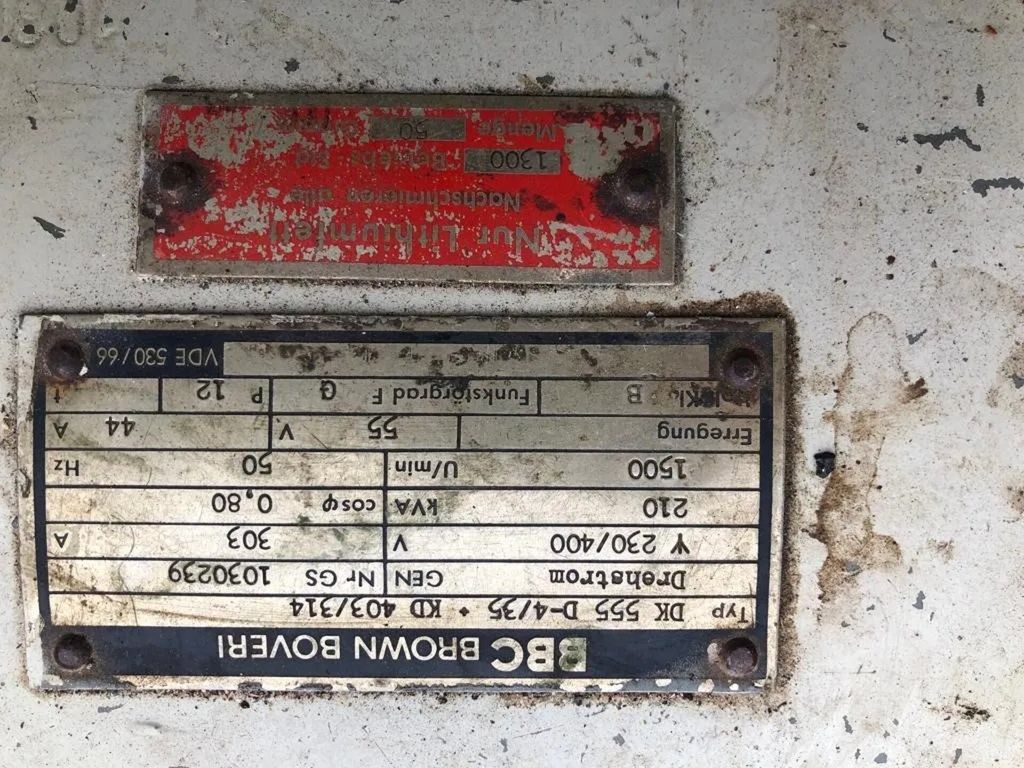 BBC BROWN BOVERI
Typ DK 555 D-4/35 + KD 403/314
Drehstrom GEN Nr GS 1030239
Y 230/400 V 303 A
210 kVA cosφ 0,80
1500 U/min 50 Hz
Erregung 55 V 44 A
B Funkstörgrad F G P 12 t
VDE 530/66
Nur Lithiumfett
Nachschmieren alle
1300 Betriebs Std
Menge 50